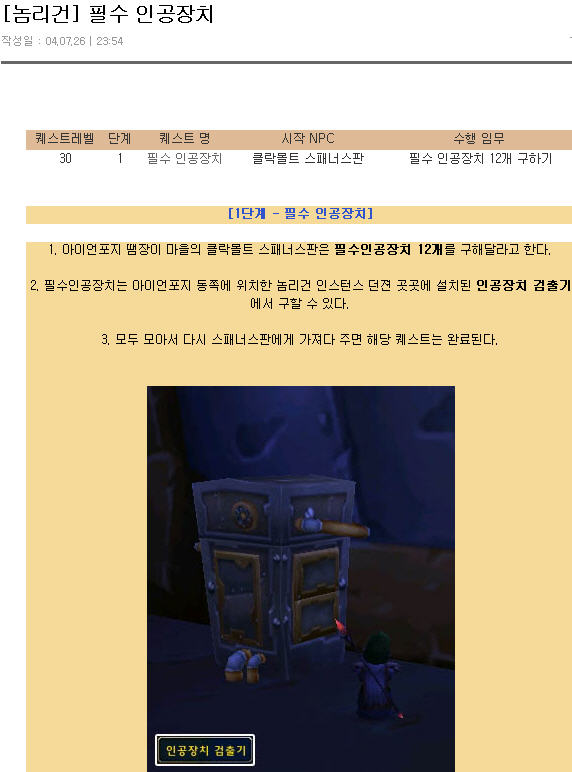 [놈리건] 필수 인공장치
작성일 : 04.07.26 | 23:54
퀘스트레벨 단계 퀘스트 명 시작 NPC 수행 임무
30 1 필수 인공장치 클락몰트 스패너스판 필수 인공장치 12개 구하기
[1단계 - 필수 인공장치]
1. 아이언포지 땜장이 마을의 클락몰트 스패너스판은 필수인공장치 12개를 구해달라고 한다.
2. 필수인공장치는 아이언포지 동쪽에 위치한 놈리건 인스턴스 던젼 곳곳에 설치된 인공장치 검출기
에서 구할 수 있다.
3. 모두 모아서 다시 스패너스판에게 가져다 주면 해당 퀘스트는 완료된다.
인공장치 검출기